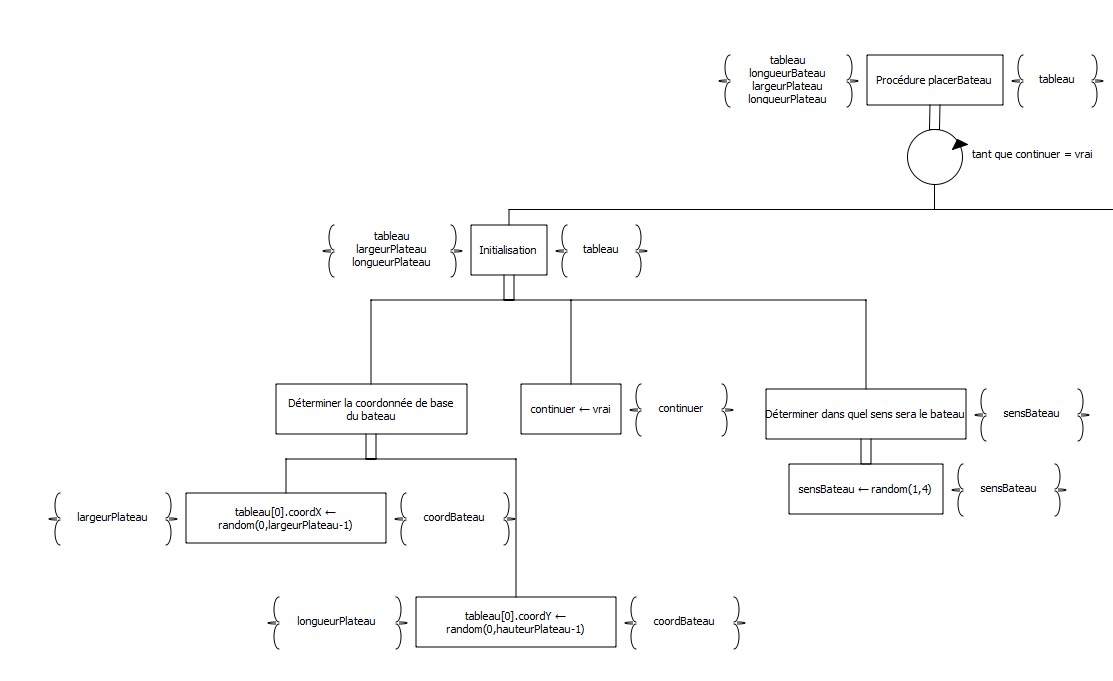 tableau
longueurBateau
largeurPlateau
longueurPlateau
Procédure placerBateau
tableau
tant que continuer = vrai
tableau
largeurPlateau
longueurPlateau
Initialisation
tableau
Déterminer la coordonnée de base
du bateau
continuer ← vrai
continuer
Déterminer dans quel sens sera le bateau
sensBateau
sensBateau ← random(1,4)
sensBateau
largeurPlateau
tableau[0].coordX ←
random(0,largeurPlateau-1)
coordBateau
longueurPlateau
tableau[0].coordY ←
random(0,hauteurPlateau-1)
coordBateau